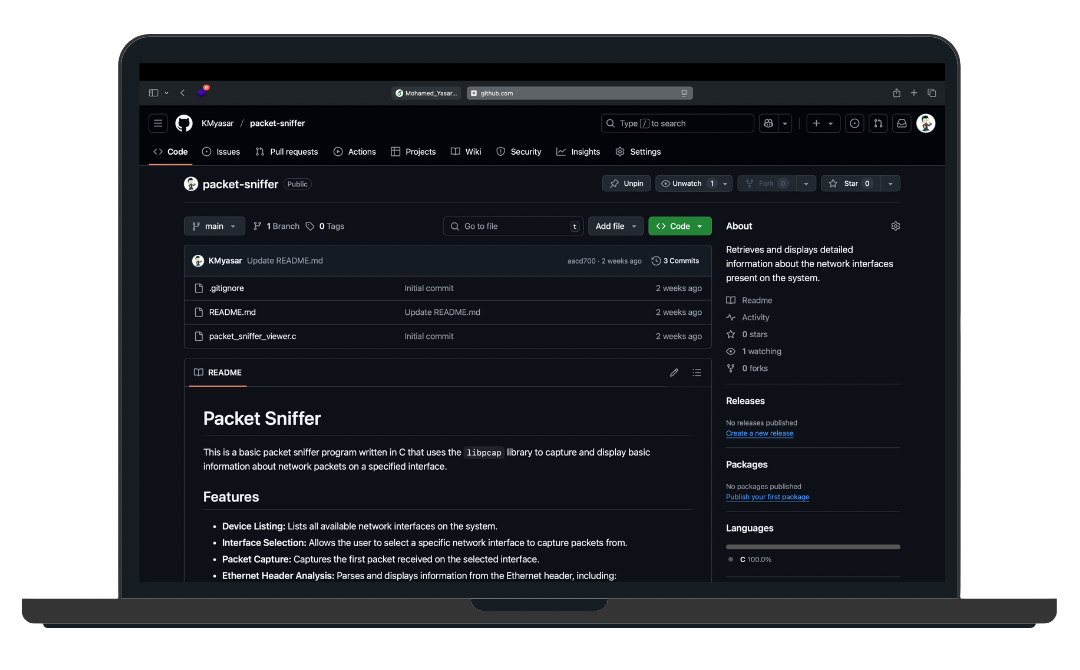 Mohamed_Yasar...
github.com
KMyasar / packet-sniffer
Type / to search
Code Issues Pull requests Actions Projects Wiki Security Insights Settings
packet-sniffer Public
Unpin Unwatch 1 Fork 0 Star 0
main 1 Branch 0 Tags Go to file t Add file Code
KMyasar Update README.md aacd700 · 2 weeks ago 3 Commits
.gitignore Initial commit 2 weeks ago
README.md Update README.md 2 weeks ago
packet_sniffer_viewer.c Initial commit 2 weeks ago
README
Packet Sniffer
This is a basic packet sniffer program written in C that uses the libpcap library to capture and display basic
information about network packets on a specified interface.
Features
• Device Listing: Lists all available network interfaces on the system.
• Interface Selection: Allows the user to select a specific network interface to capture packets from.
• Packet Capture: Captures the first packet received on the selected interface.
• Ethernet Header Analysis: Parses and displays information from the Ethernet header, including:
About
Retrieves and displays detailed
information about the network interfaces
present on the system.
Readme
Activity
0 stars
1 watching
0 forks
Releases
No releases published
Create a new release
Packages
No packages published
Publish your first package
Languages
C 100.0%